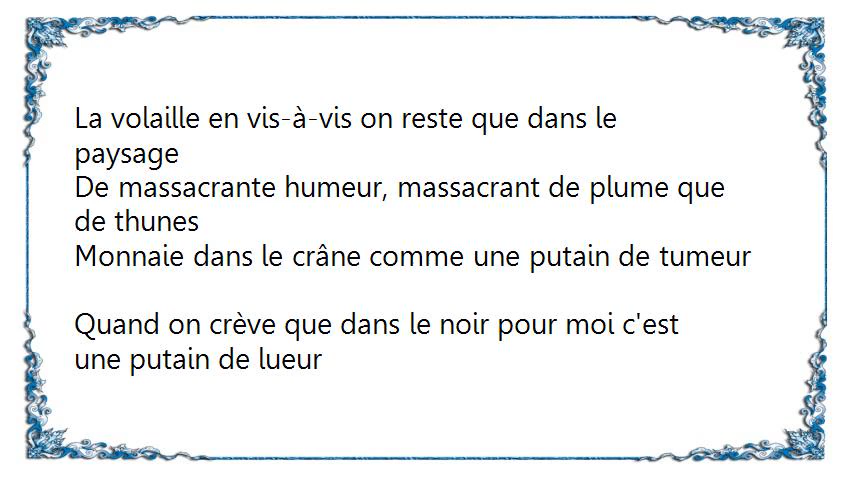 La volaille en vis-à-vis on reste que dans le
paysage
De massacrante humeur, massacrant de plume que
de thunes
Monnaie dans le crâne comme une putain de tumeur
Quand on crève que dans le noir pour moi c'est
une putain de lueur